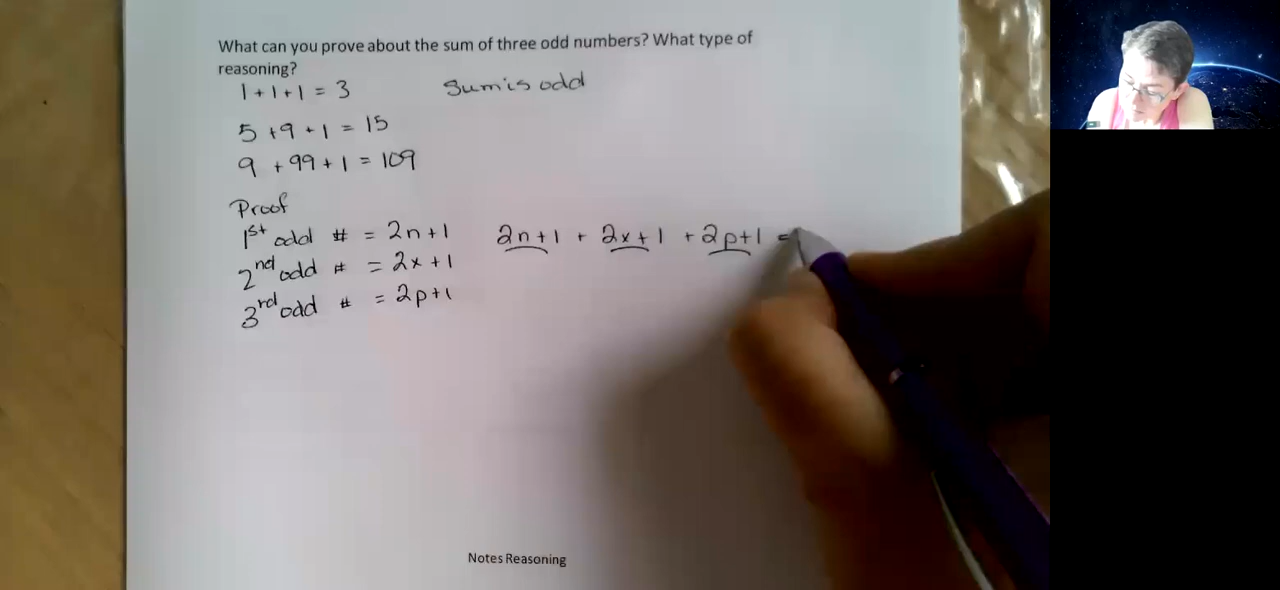 What can you prove about the sum of three odd numbers? What type of
reasoning?
1+1+1 = 3
Sum is odd
5+9+1 = 15
9+99+1 = 109
Proof
1st odd # = 2n+1
2n+1 + 2x+1 + 2p+1 =
2nd odd # = 2x+1
3rd odd # = 2p+1
Notes Reasoning